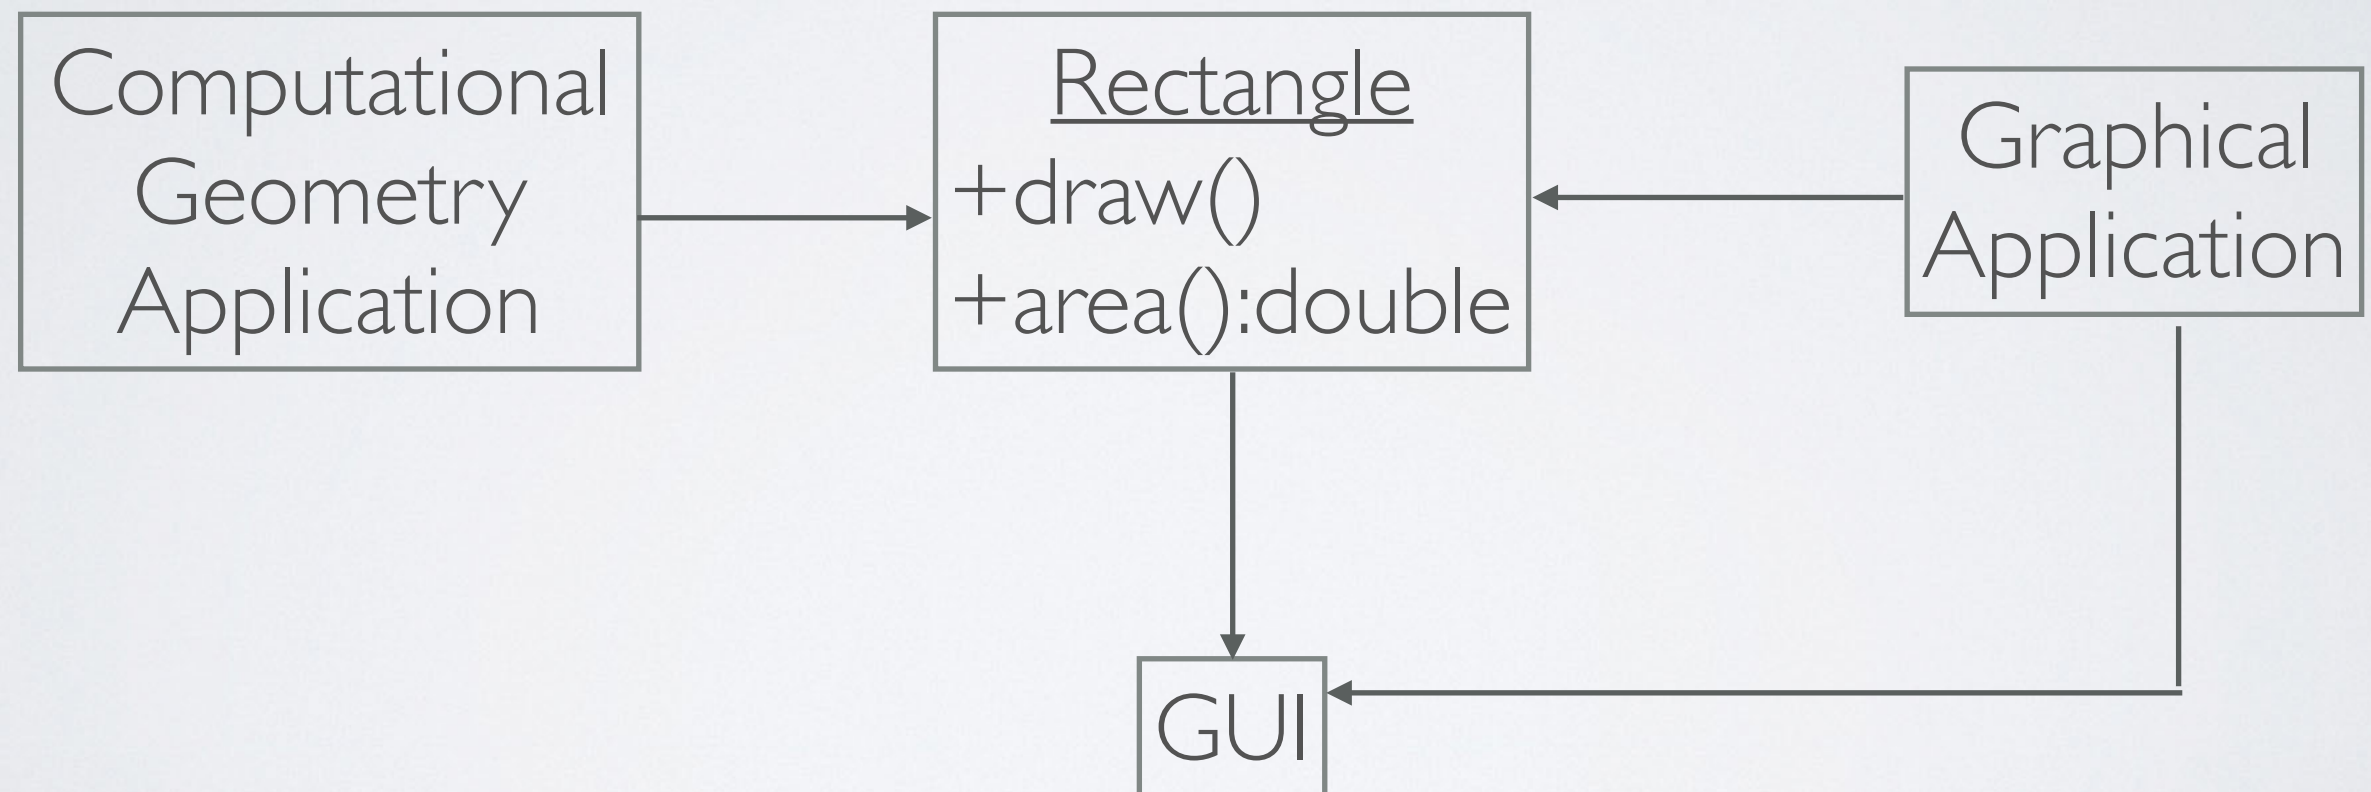 Computational
Geometry
Application
Rectangle
+draw()
+area():double
Graphical
Application
GUI